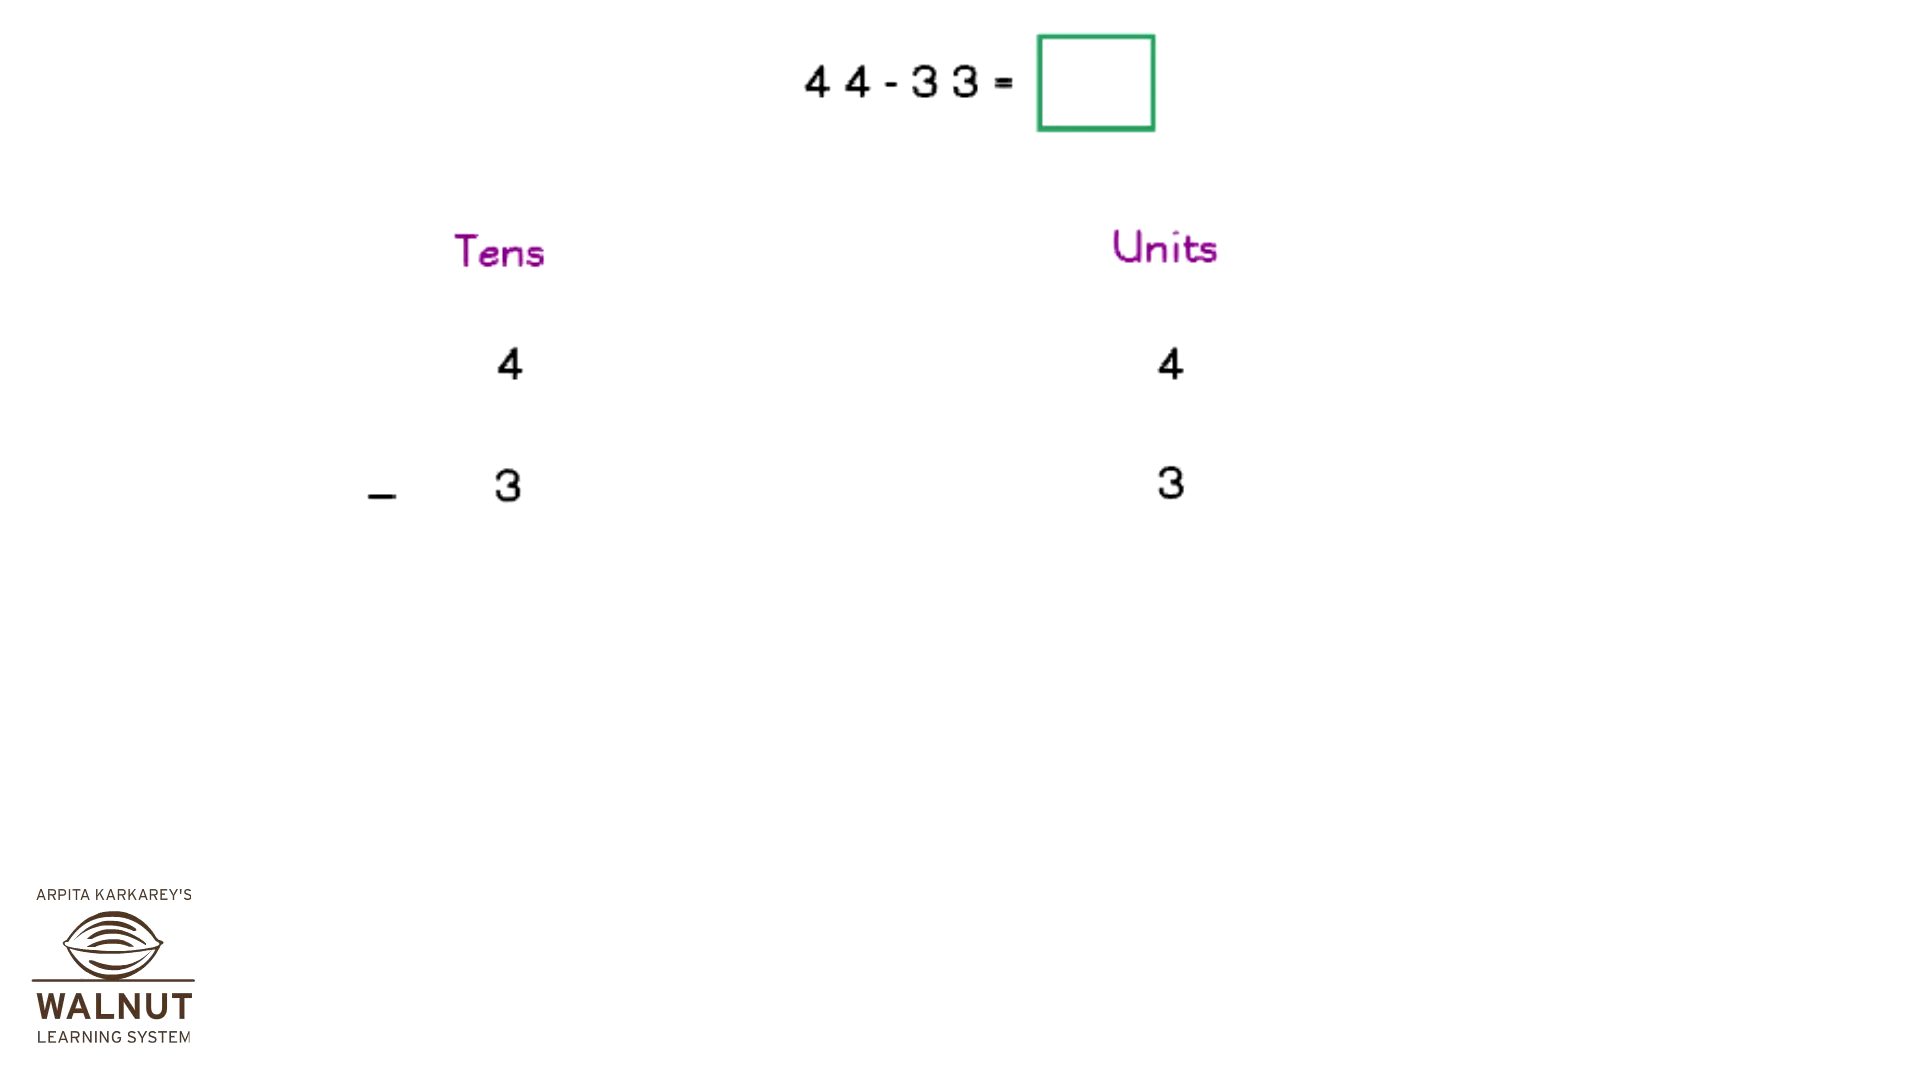 4 4 - 3 3 =
Tens Units
4 4
– 3 3
ARPITA KARKAREY'S
WALNUT
LEARNING SYSTEM